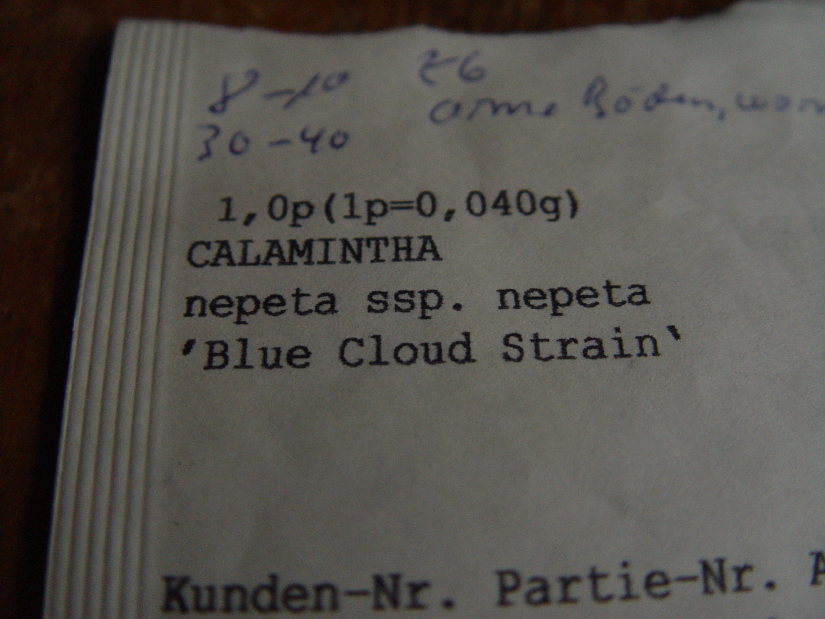 8-10 Z6
arme Böden, warm
30-40
1,0p(1p=0,040g)
CALAMINTHA
nepeta ssp. nepeta
'Blue Cloud Strain‵
Kunden-Nr. Partie-Nr. A